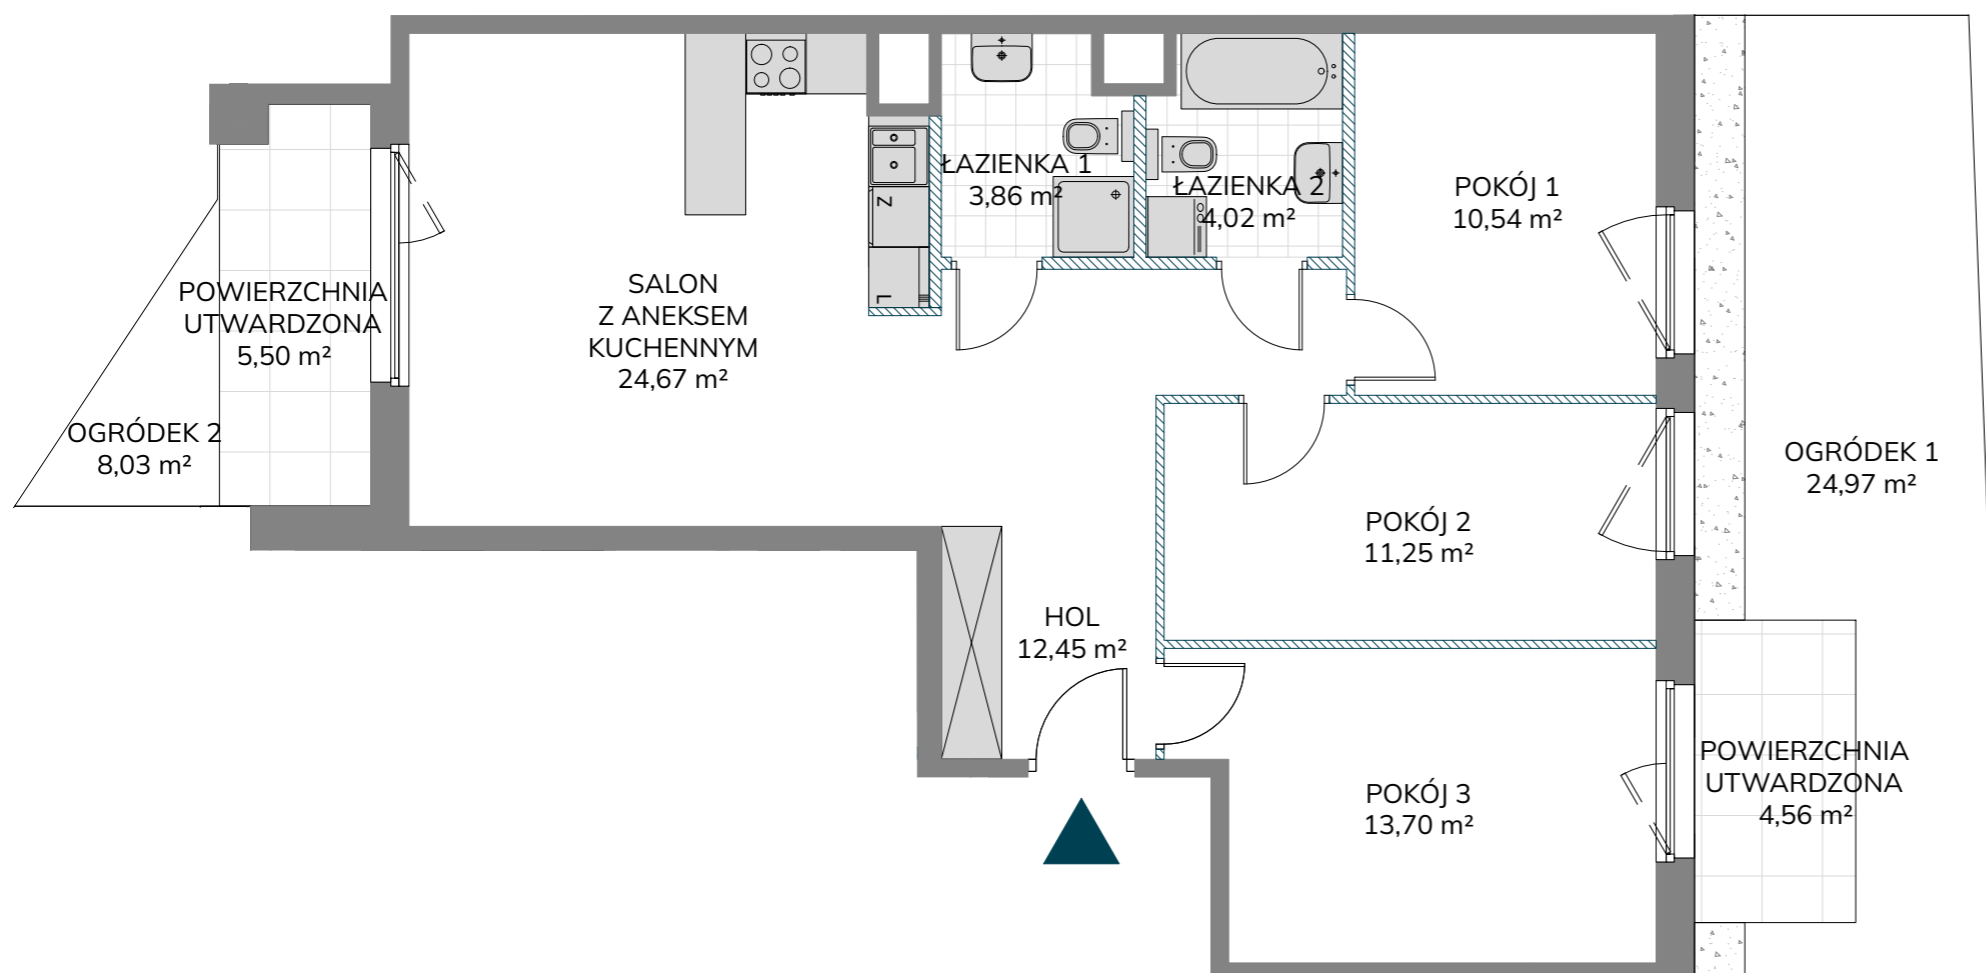 ŁAZIENKA 1
3,86 m²
ŁAZIENKA 2
4,02 m²
POKÓJ 1
10,54 m²
Z
L
SALON
Z ANEKSEM
KUCHENNYM
24,67 m²
POWIERZCHNIA
UTWARDZONA
5,50 m²
OGRÓDEK 2
8,03 m²
OGRÓDEK 1
24,97 m²
POKÓJ 2
11,25 m²
HOL
12,45 m²
POKÓJ 3
13,70 m²
POWIERZCHNIA
UTWARDZONA
4,56 m²